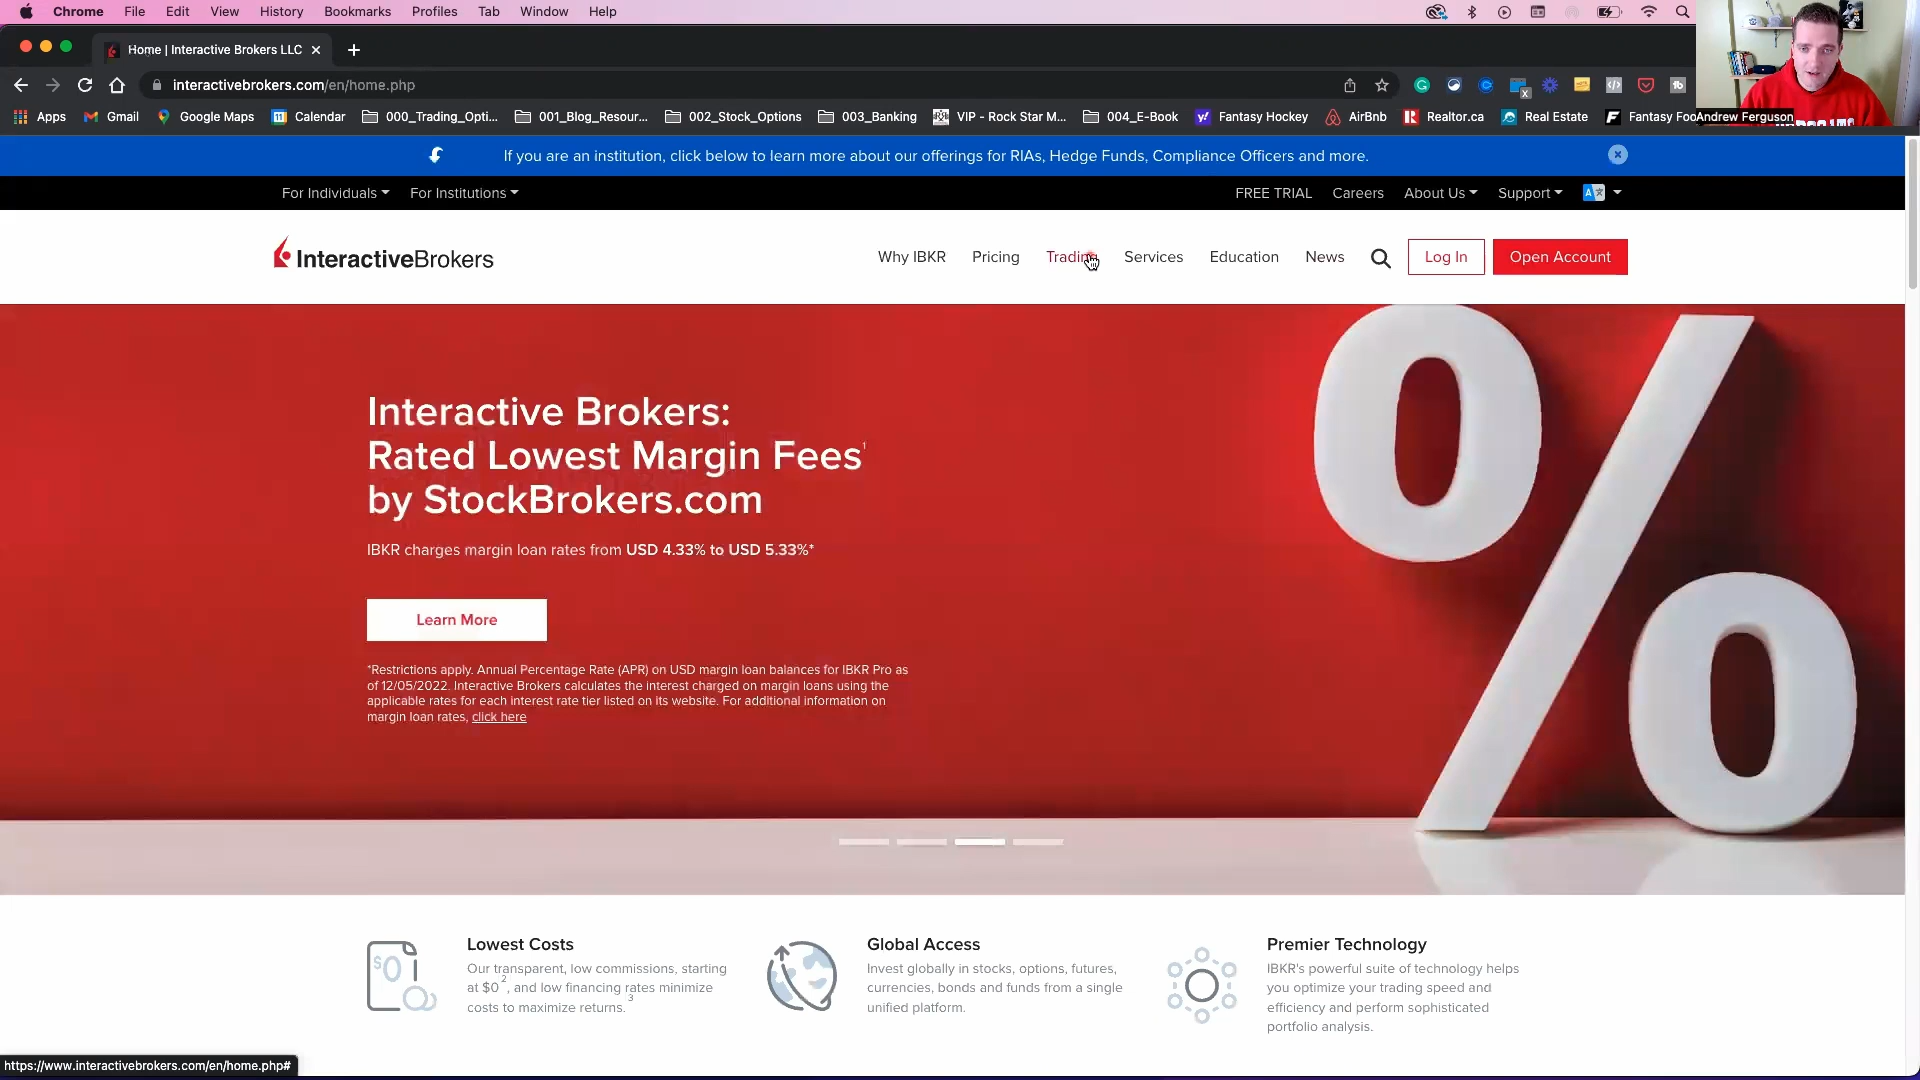 Chrome File Edit View History Bookmarks Profiles Tab Window Help
Home | Interactive Brokers LLC
interactivebrokers.com/en/home.php
Apps Gmail Google Maps Calendar 000_Trading_Opti... 001_Blog_Resour... 002_Stock_Options 003_Banking VIP - Rock Star M... 004_E-Book Fantasy Hockey AirBnb Realtor.ca Real Estate Fantasy Foo
Andrew Ferguson
If you are an institution, click below to learn more about our offerings for RIAs, Hedge Funds, Compliance Officers and more.
For Individuals For Institutions FREE TRIAL Careers About Us Support
InteractiveBrokers Why IBKR Pricing Trading Services Education News Log In Open Account
Interactive Brokers:
Rated Lowest Margin Fees1
by StockBrokers.com
IBKR charges margin loan rates from USD 4.33% to USD 5.33%*
Learn More
*Restrictions apply. Annual Percentage Rate (APR) on USD margin loan balances for IBKR Pro as
of 12/05/2022. Interactive Brokers calculates the interest charged on margin loans using the
applicable rates for each interest rate tier listed on its website. For additional information on
margin loan rates, click here
%
$0
Lowest Costs
Our transparent, low commissions, starting
at $0 2, and low financing rates minimize
costs to maximize returns. 3
Global Access
Invest globally in stocks, options, futures,
currencies, bonds and funds from a single
unified platform.
Premier Technology
IBKR's powerful suite of technology helps
you optimize your trading speed and
efficiency and perform sophisticated
portfolio analysis.
https://www.interactivebrokers.com/en/home.php#